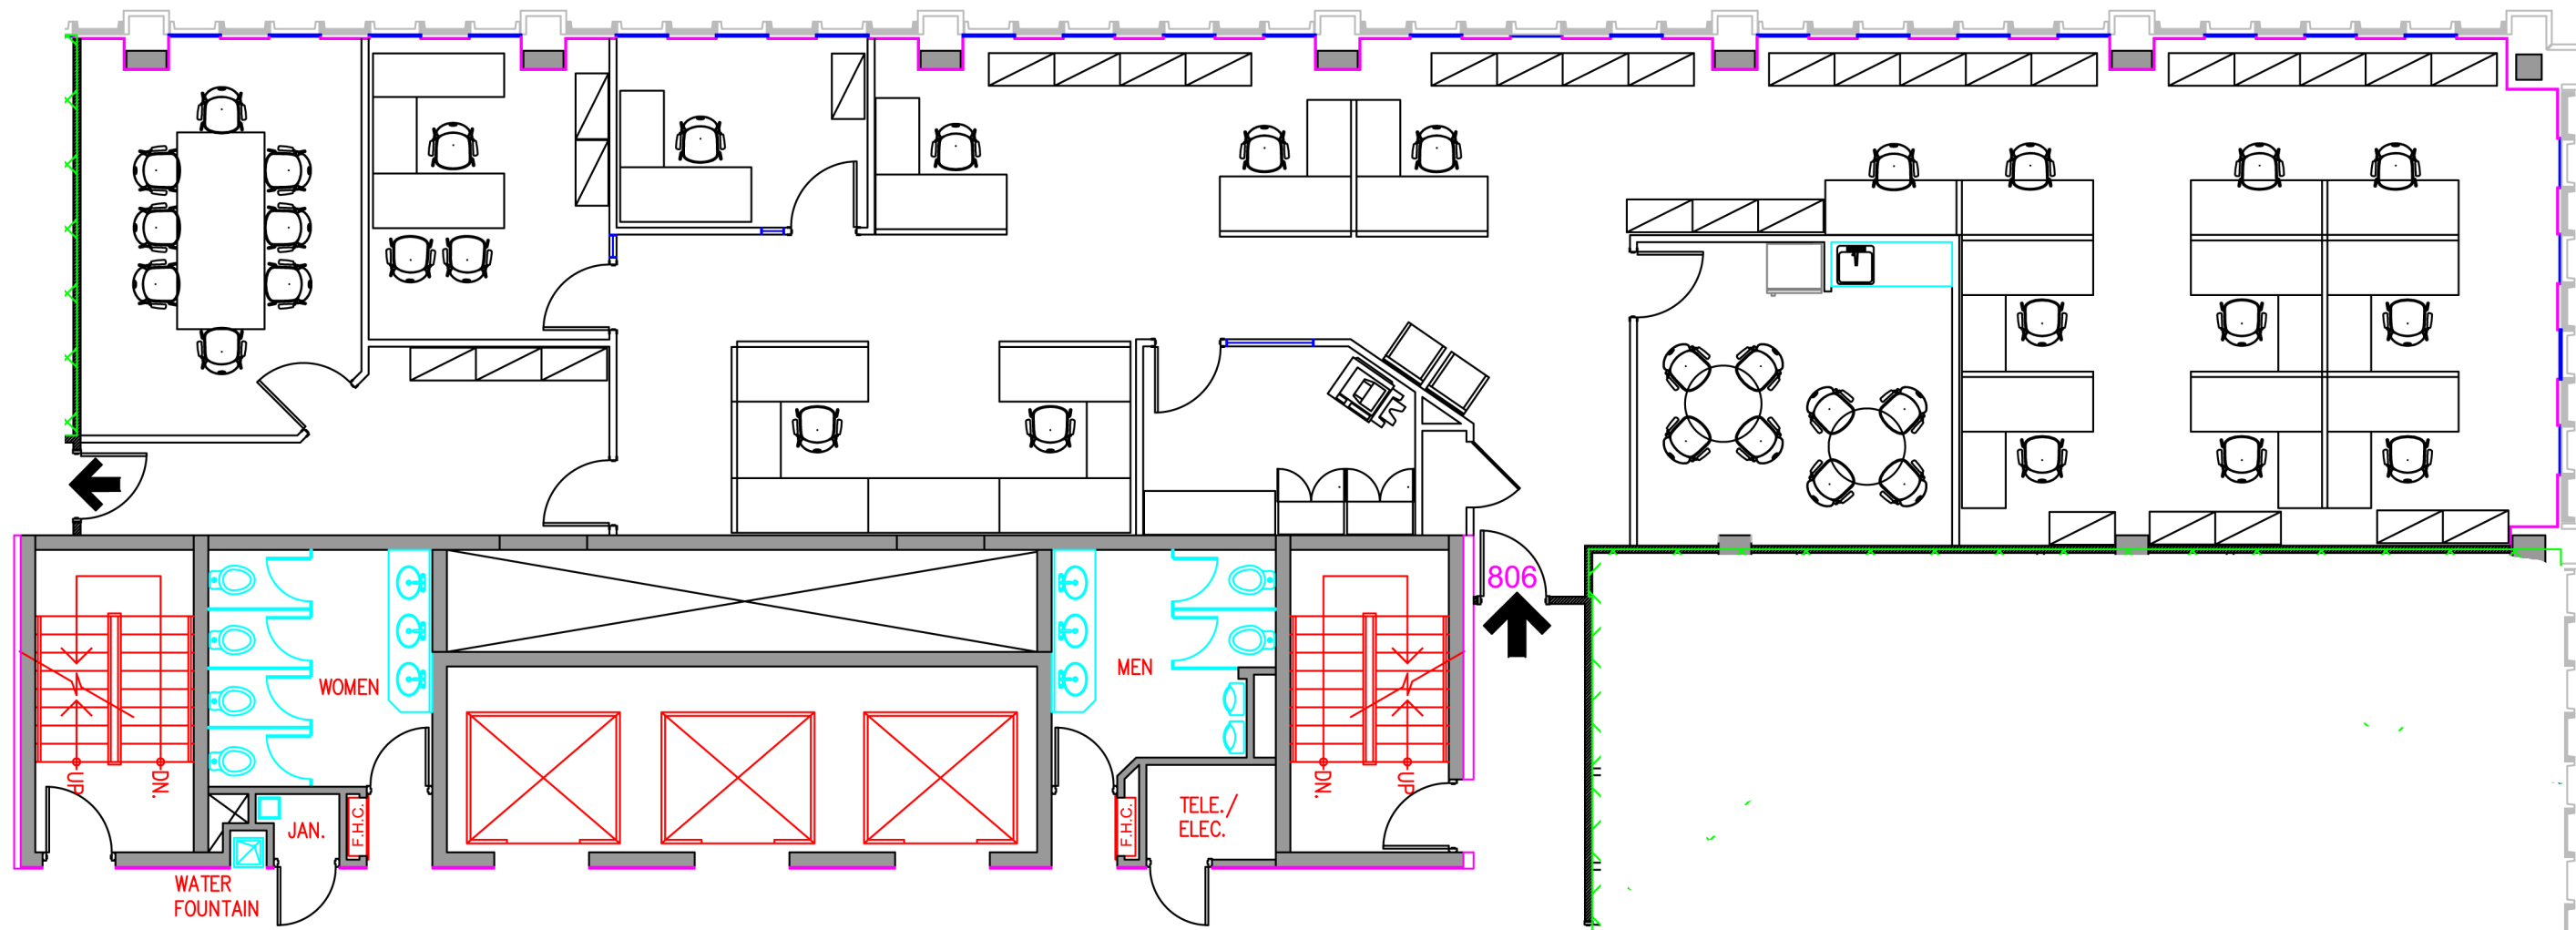 806
WOMEN
MEN
UP
DN.
DN.
UP
JAN.
F.H.C.
F.H.C.
TELE./
ELEC.
WATER
FOUNTAIN